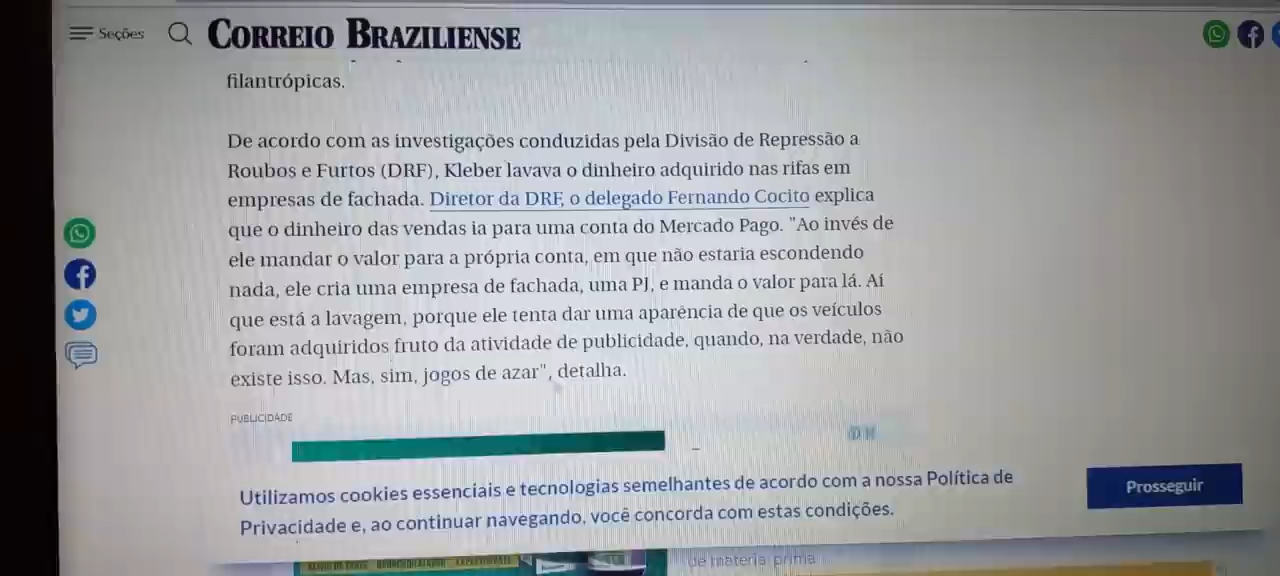 Seções
CORREIO BRAZILIENSE
filantrópicas.
De acordo com as investigações conduzidas pela Divisão de Repressão a
Roubos e Furtos (DRF), Kleber lavava o dinheiro adquirido nas rifas em
empresas de fachada. Diretor da DRF, o delegado Fernando Cocito explica
que o dinheiro das vendas ia para uma conta do Mercado Pago. "Ao invés de
ele mandar o valor para a própria conta, em que não estaria escondendo
nada, ele cria uma empresa de fachada, uma PJ, e manda o valor para lá. Aí
que está a lavagem, porque ele tenta dar uma aparência de que os veículos
foram adquiridos fruto da atividade de publicidade, quando, na verdade, não
existe isso. Mas, sim, jogos de azar", detalha.
PUBLICIDADE
Utilizamos cookies essenciais e tecnologias semelhantes de acordo com a nossa Política de
Privacidade e, ao continuar navegando, você concorda com estas condições.
Prosseguir
de matéria prima